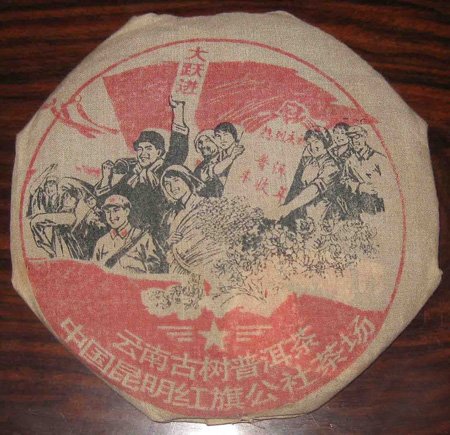 大跃进
云南古树普洱茶
中国昆明红旗公社茶场